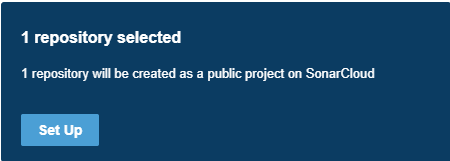 1 repository selected
1 repository will be created as a public project on SonarCloud
Set Up